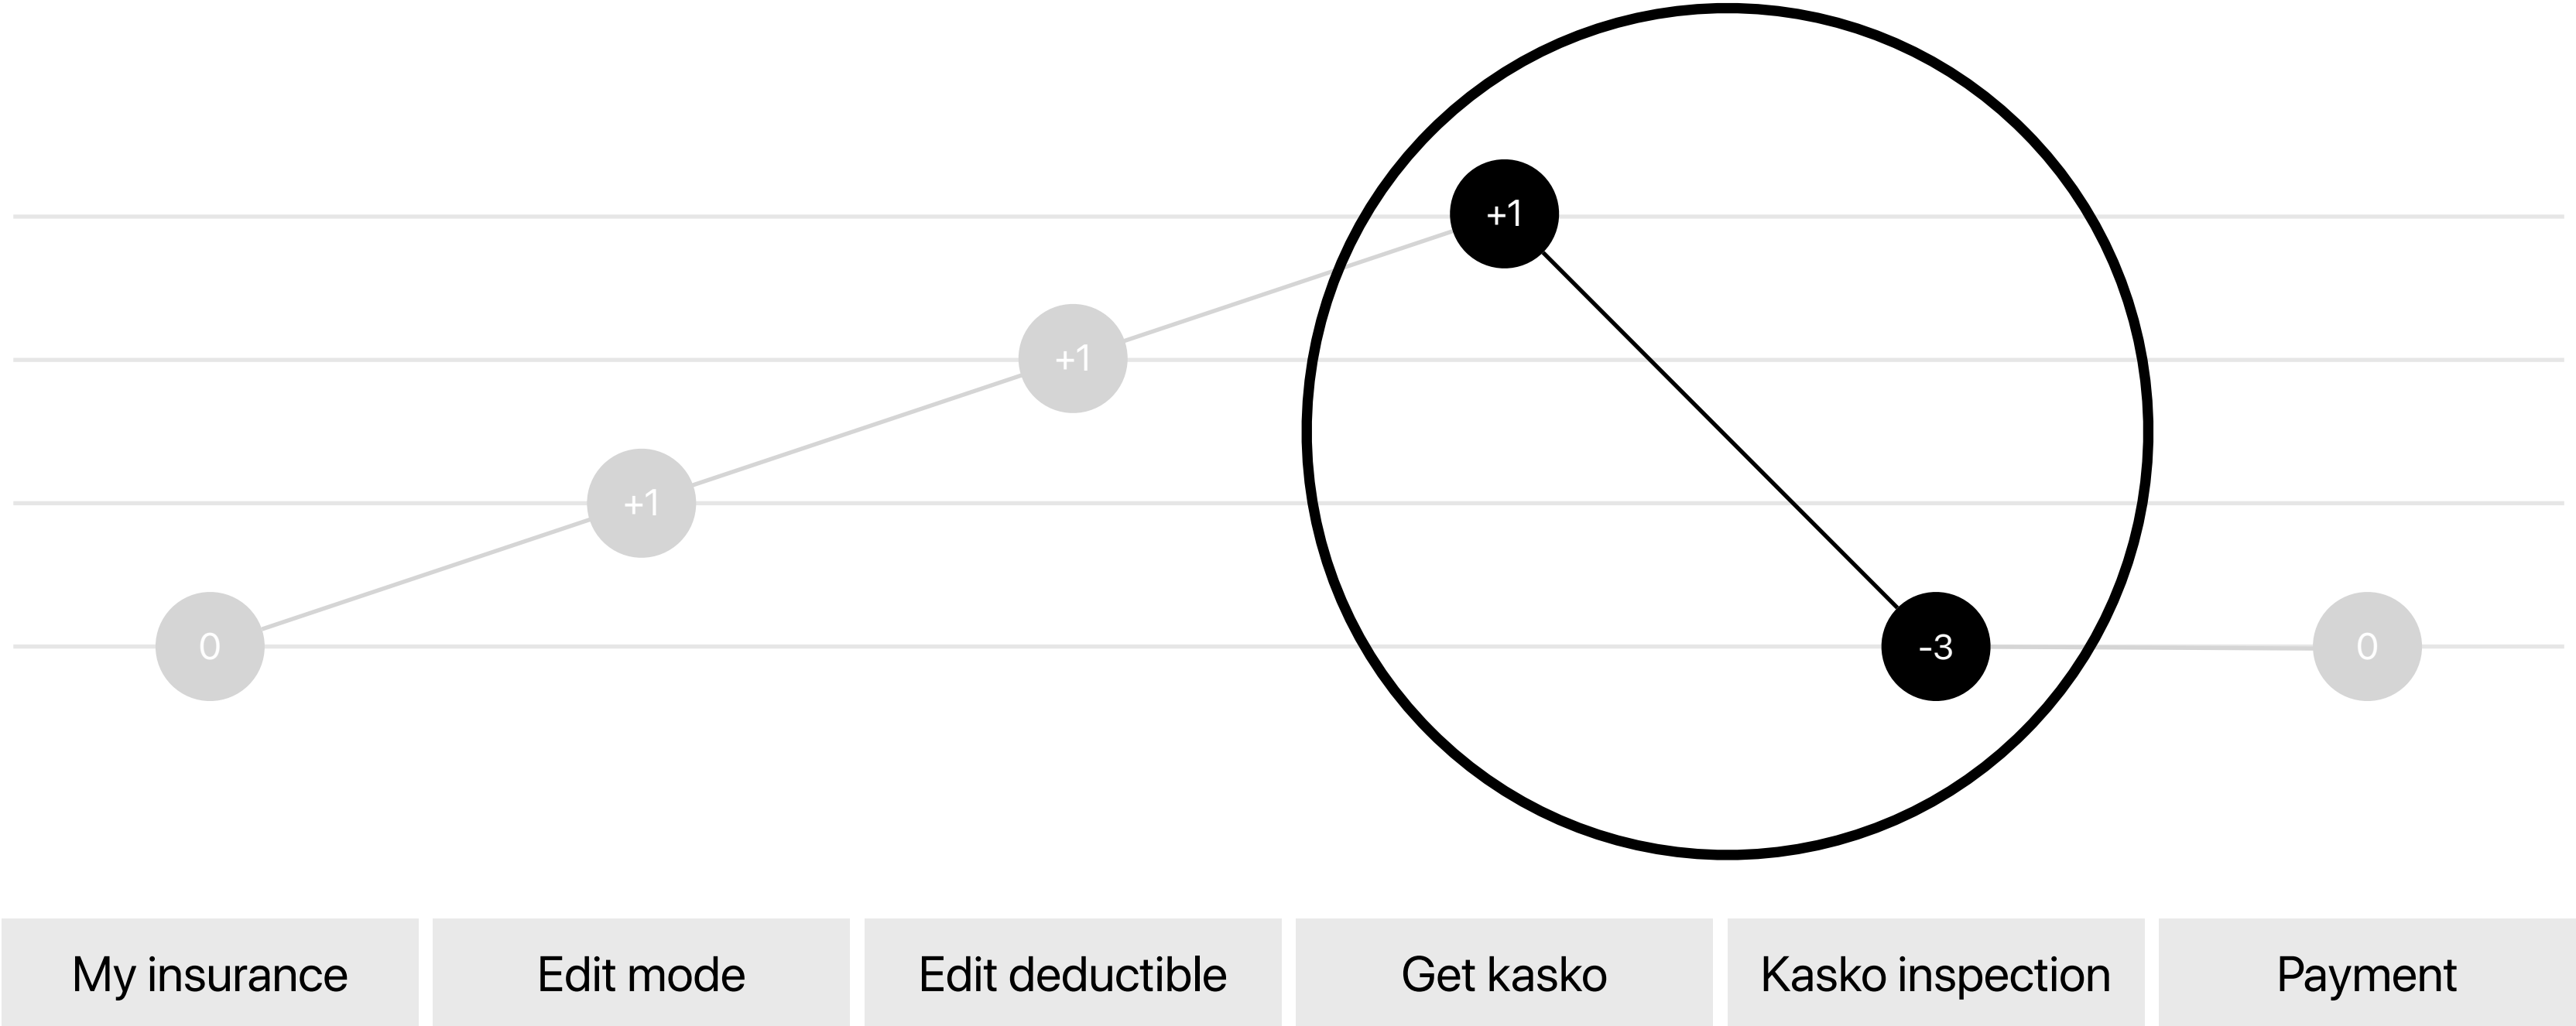 +1
+1
+1
0
-3
0
My insurance
Edit mode
Edit deductible
Get kasko
Kasko inspection
Payment